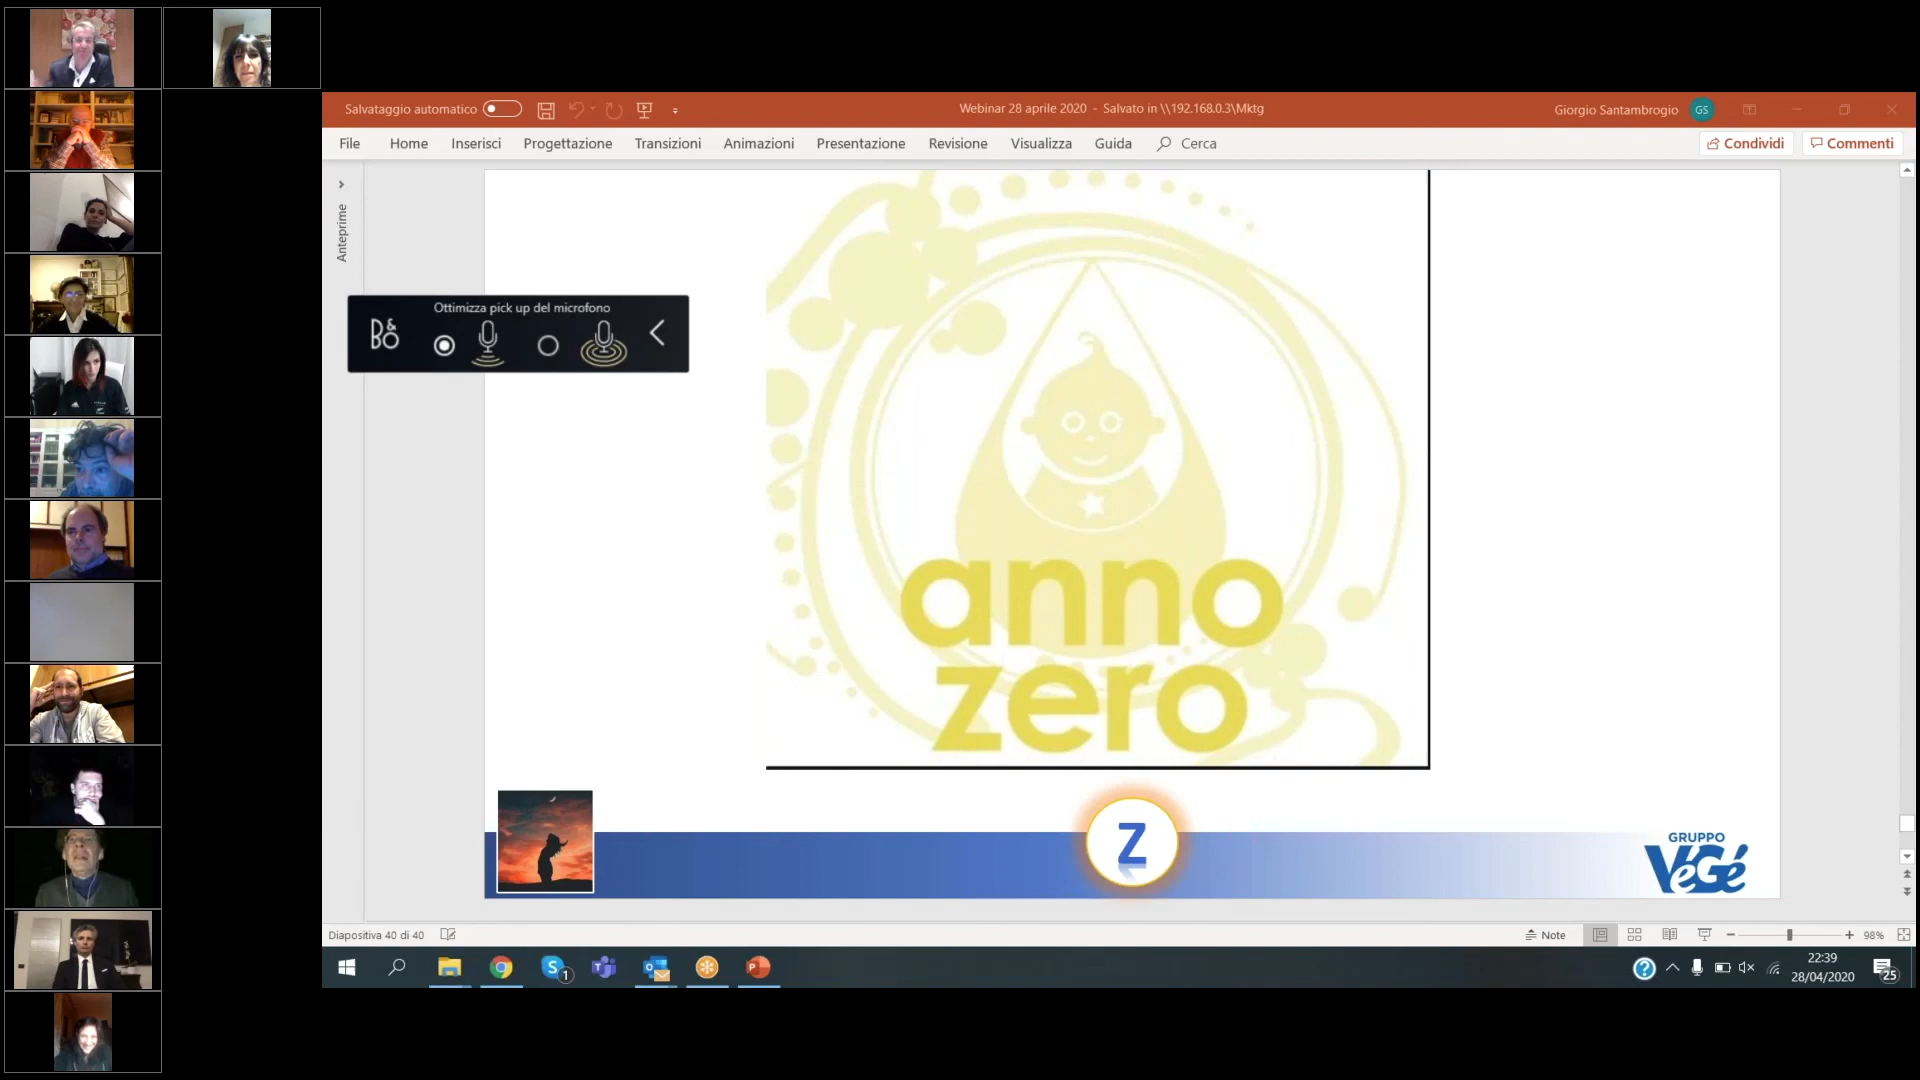 Salvataggio automatico
Webinar 28 aprile 2020 - Salvato in \\192.168.0.3\Mktg
Giorgio Santambrogio GS
File Home Inserisci Progettazione Transizioni Animazioni Presentazione Revisione Visualizza Guida Cerca
Condividi Commenti
Anteprime
Ottimizza pick up del microfono
B&O
anno
zero
Z
GRUPPO
VéGé
Diapositiva 40 di 40
Note
98%
1
22:39
28/04/2020
25